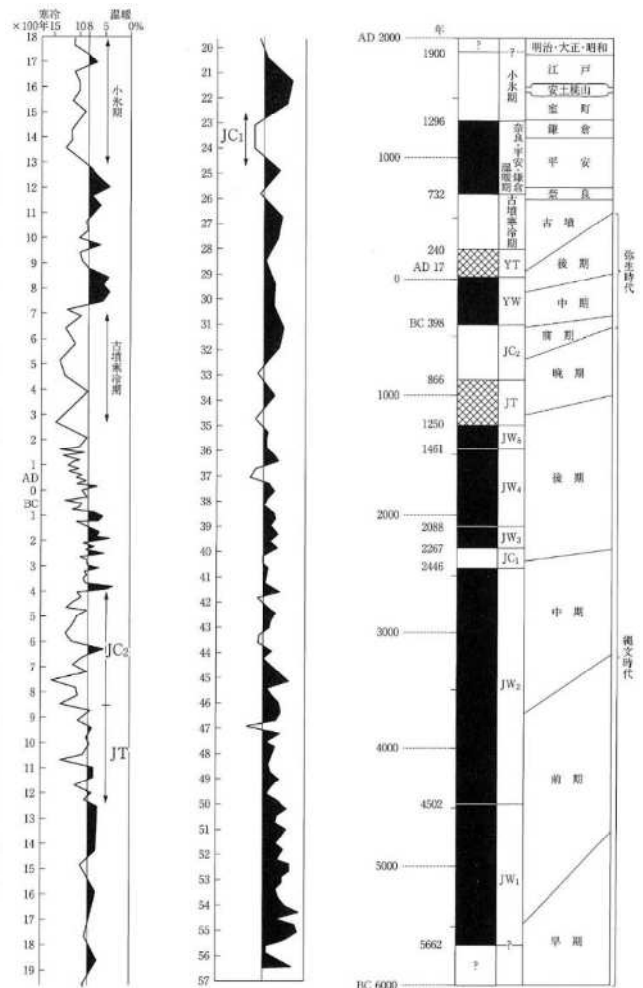 寒冷 温暖
×100年15 10 8 5 0%
18
17
16
15
14
13
12
11
10
9
8
7
6
5
4
3
2
1
AD
0
BC
1
2
3
4
5
6
7
8
9
10
11
12
13
14
15
16
17
18
19
小氷期
古墳寒冷期
JC₂
JT
20
21
22
23
24
25
26
27
28
29
30
31
32
33
34
35
36
37
38
39
40
41
42
43
44
45
46
47
48
49
50
51
52
53
54
55
56
57
JC₁
年
AD 2000
1900
1296
1000
732
240
AD 17
0
BC 398
866
1000
1250
1461
2000
2088
2267
2446
3000
4000
4502
5000
5662
BC 6000
?
?
?
?
小氷期
奈良・平安・鎌倉温暖期
古墳寒冷期
YT
YW
JC₂
JT
JW₅
JW₄
JW₃
JC₁
JW₂
JW₁
明治・大正・昭和
江戸
安土桃山
室町
鎌倉
平安
奈良
古墳
後期
中期
前期
晩期
後期
中期
前期
早期
弥生時代
縄文時代